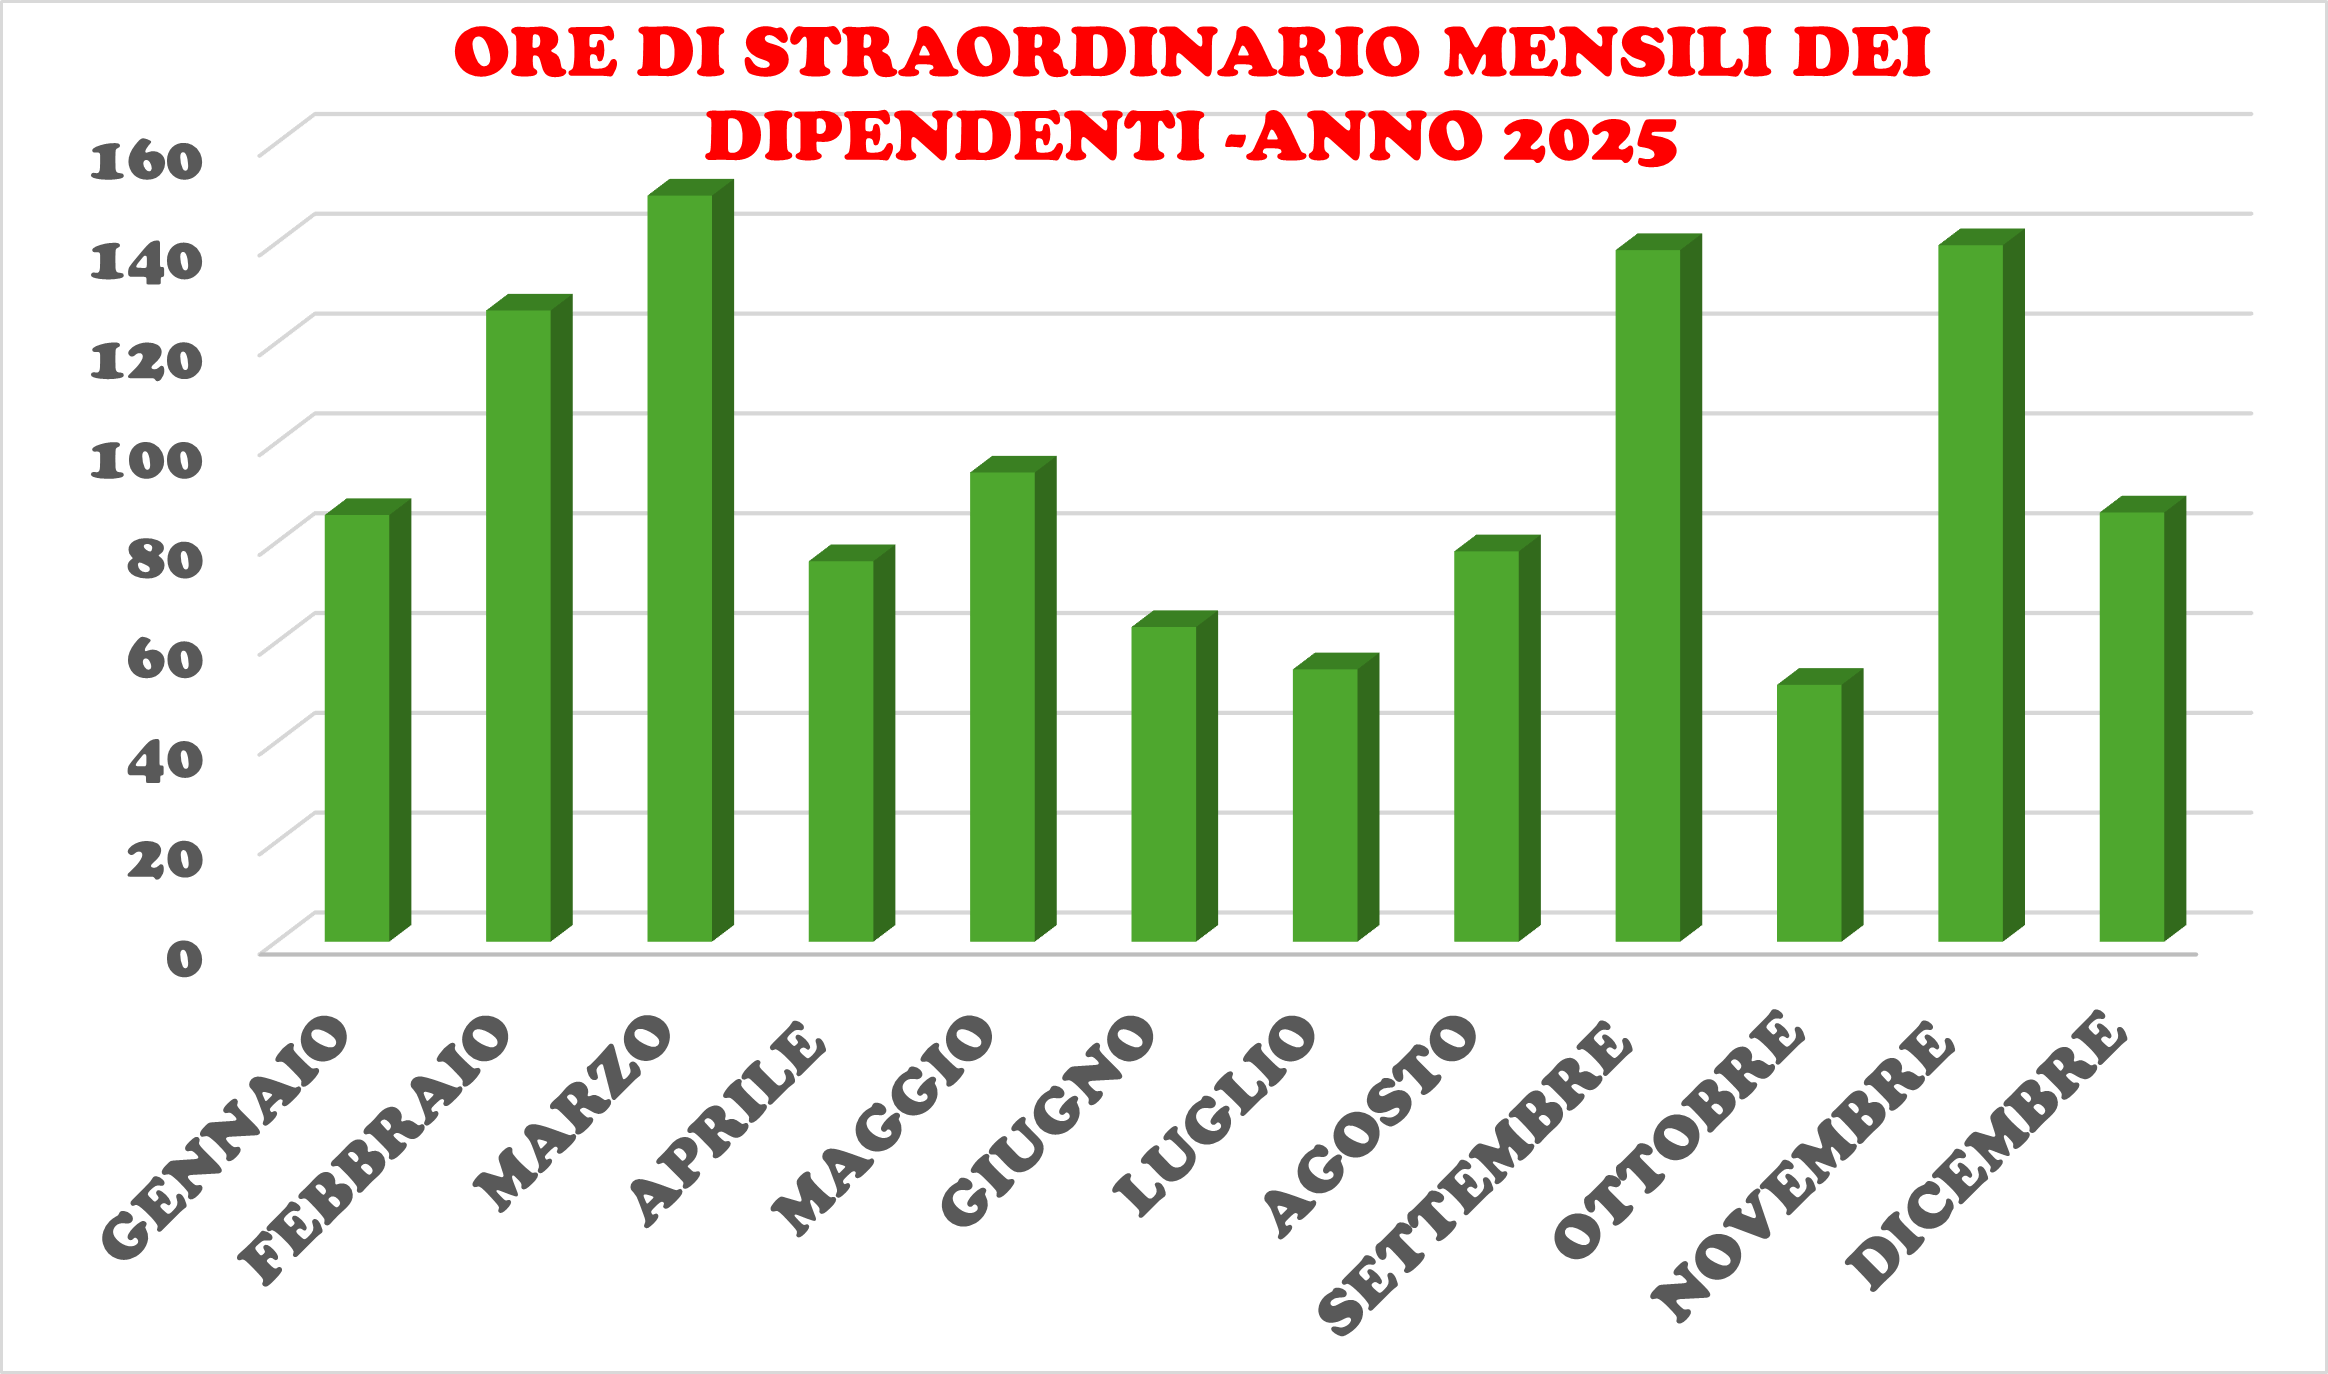 ORE DI STRAORDINARIO MENSILI DEI
DIPENDENTI -ANNO 2025
160
140
120
100
80
60
40
20
0
GENNAIO
FEBBRAIO
MARZO
APRILE
MAGGIO
GIUGNO
LUGLIO
AGOSTO
SETTEMBRE
OTTOBRE
NOVEMBRE
DICEMBRE